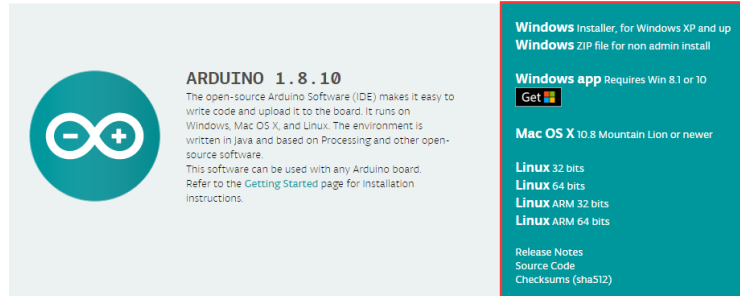 ARDUINO 1.8.10
The open-source Arduino Software (IDE) makes it easy to
write code and upload it to the board. It runs on
Windows, Mac OS X, and Linux. The environment is
written in Java and based on Processing and other open-
source software.
This software can be used with any Arduino board.
Refer to the Getting Started page for Installation
instructions.
Windows Installer, for Windows XP and up
Windows ZIP file for non admin install
Windows app Requires Win 8.1 or 10
Get
Mac OS X 10.8 Mountain Lion or newer
Linux 32 bits
Linux 64 bits
Linux ARM 32 bits
Linux ARM 64 bits
Release Notes
Source Code
Checksums (sha512)